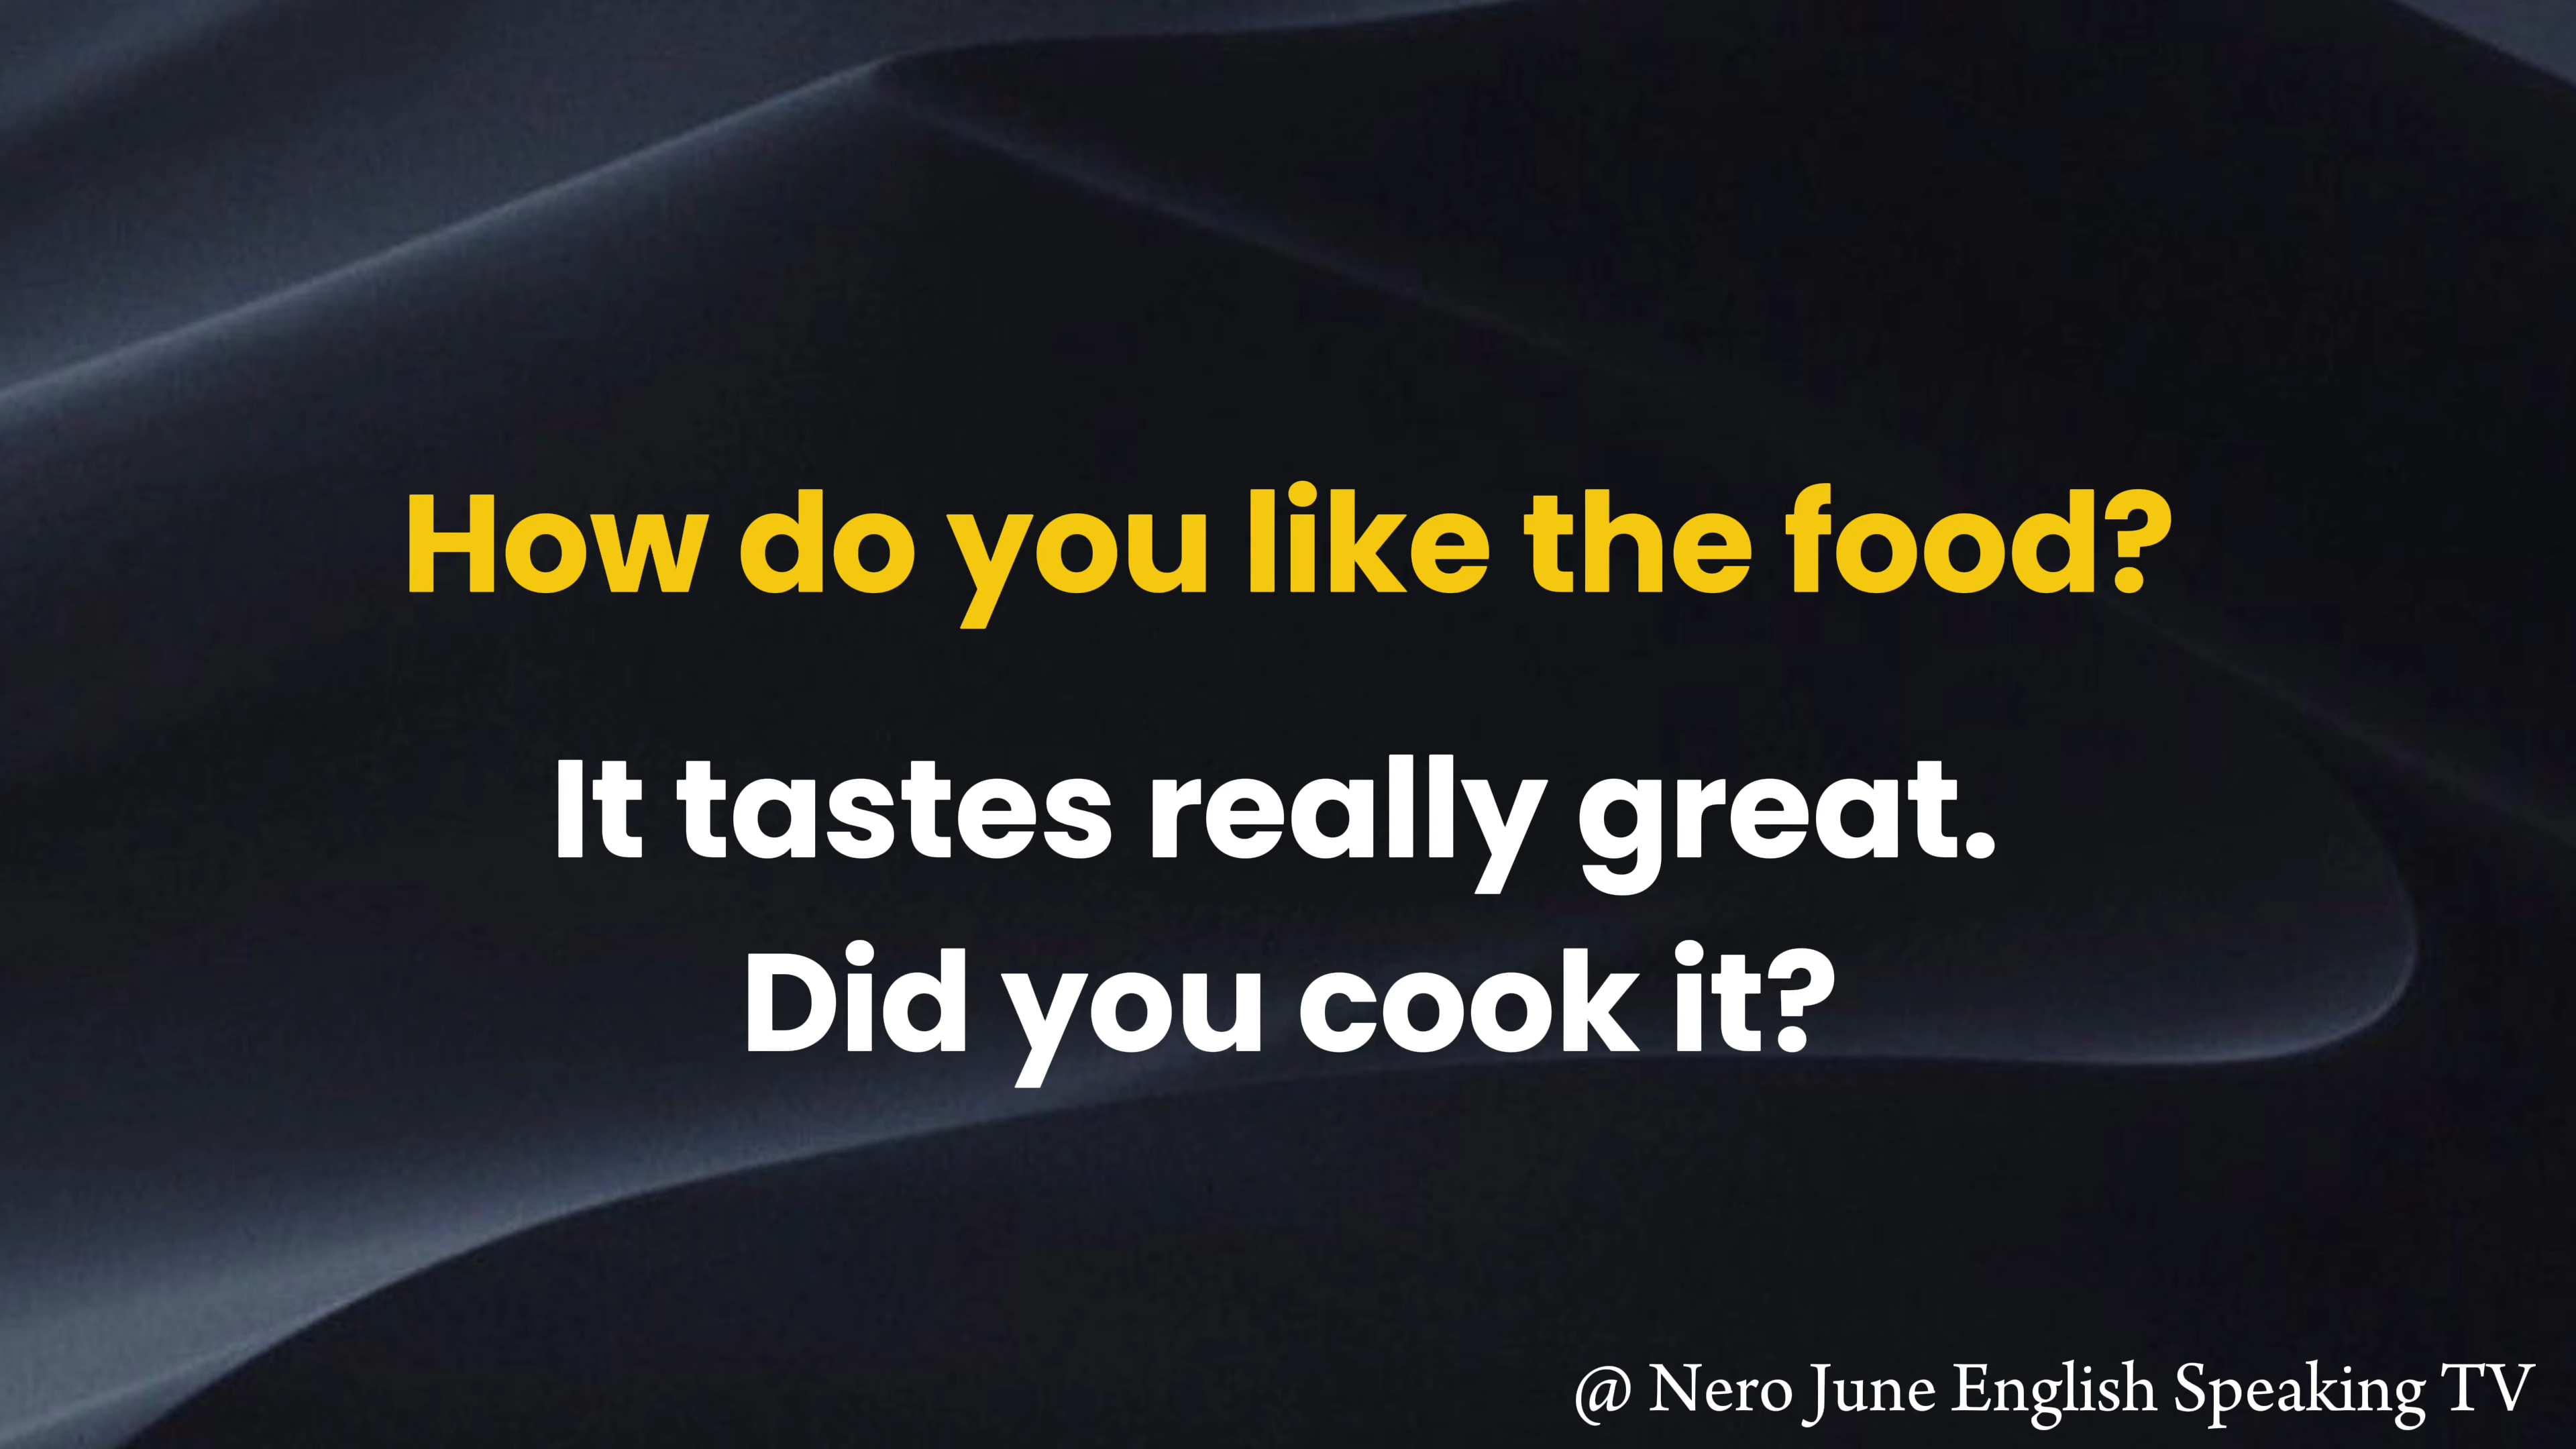 How do you like the food?
It tastes really great.
Did you cook it?
@ Nero June English Speaking TV